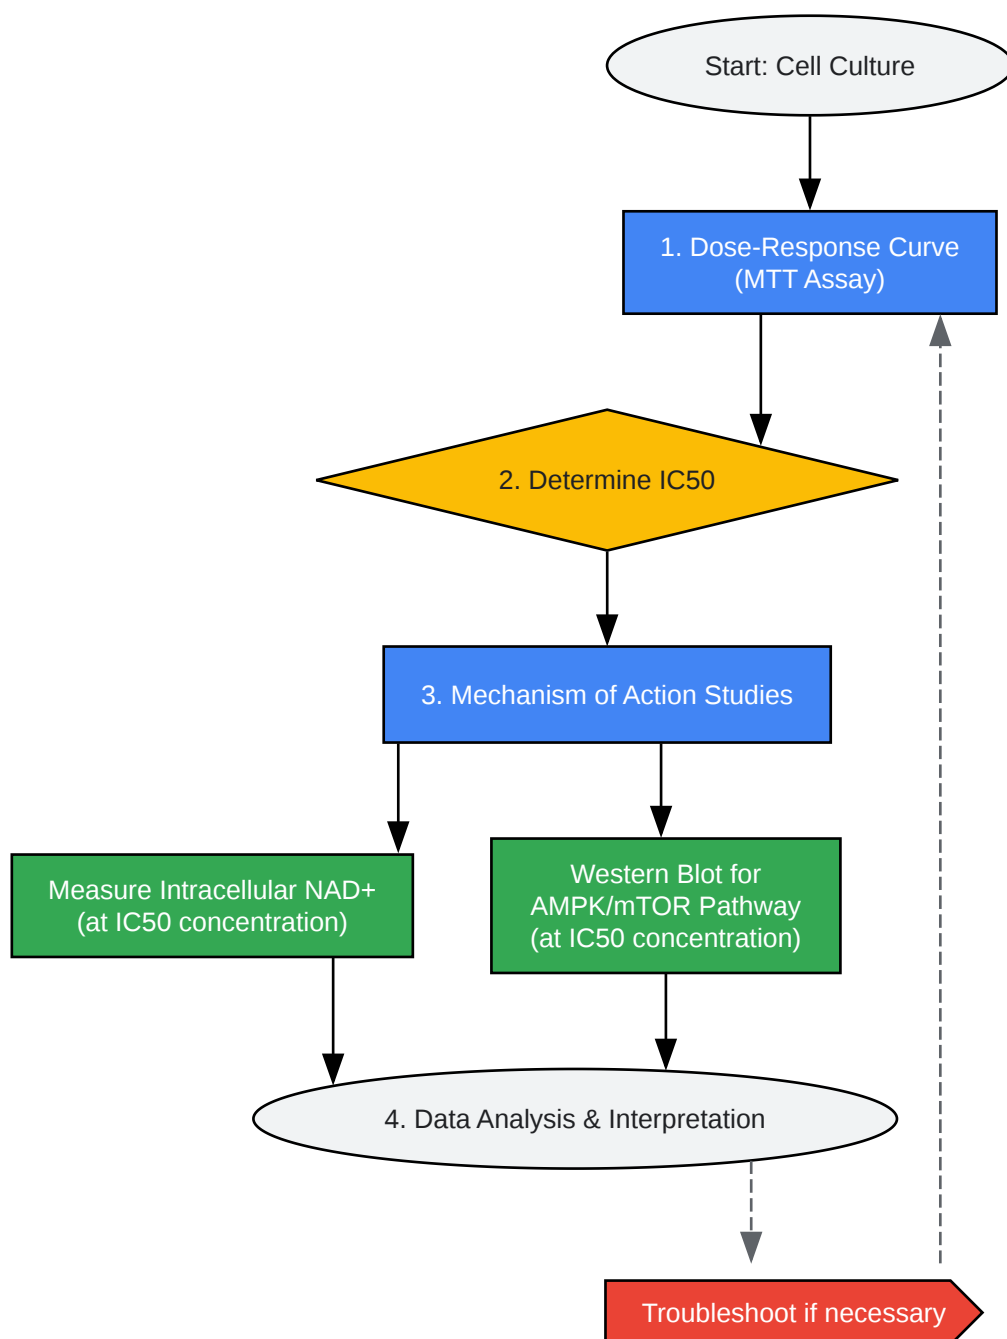 Start: Cell Culture
1. Dose-Response Curve
(MTT Assay)
2. Determine IC50
3. Mechanism of Action Studies
Measure Intracellular NAD+
(at IC50 concentration)
Western Blot for
AMPK/mTOR Pathway
(at IC50 concentration)
4. Data Analysis & Interpretation
Troubleshoot if necessary